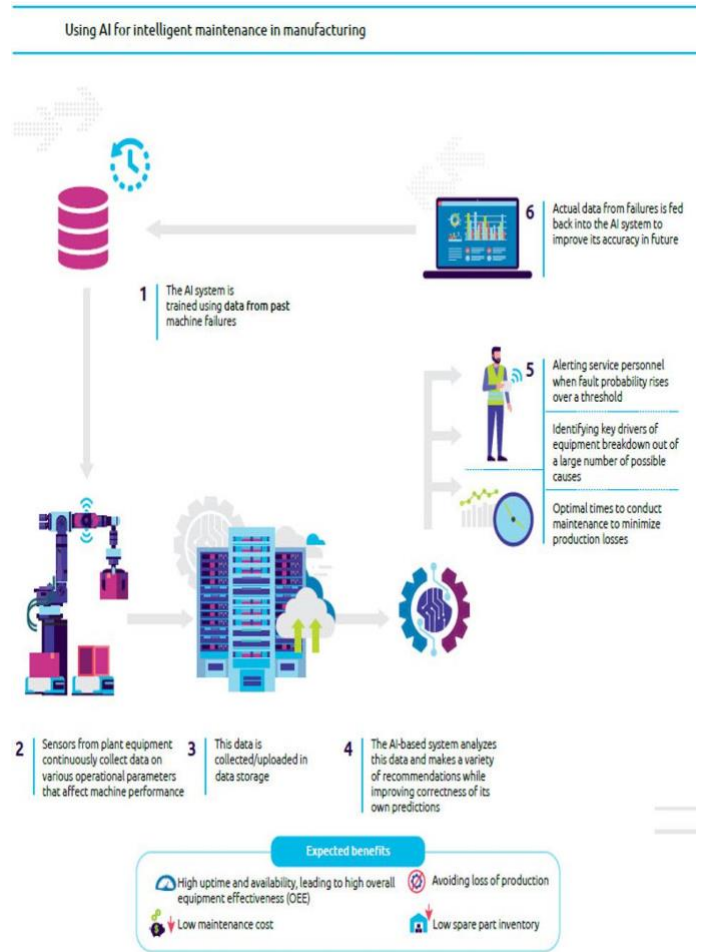 Using AI for intelligent maintenance in manufacturing
1
The AI system is
trained using data from past
machine failures
6
Actual data from failures is fed
back into the AI system to
improve its accuracy in future
5
Alerting service personnel
when fault probability rises
over a threshold
Identifying key drivers of
equipment breakdown out of
a large number of possible
causes
Optimal times to conduct
maintenance to minimize
production losses
2
Sensors from plant equipment
continuously collect data on
various operational parameters
that affect machine performance
3
This data is
collected/uploaded in
data storage
4
The AI-based system analyzes
this data and makes a variety
of recommendations while
improving correctness of its
own predictions
Expected benefits
High uptime and availability, leading to high overall
equipment effectiveness (OEE)
Avoiding loss of production
Low maintenance cost
Low spare part inventory